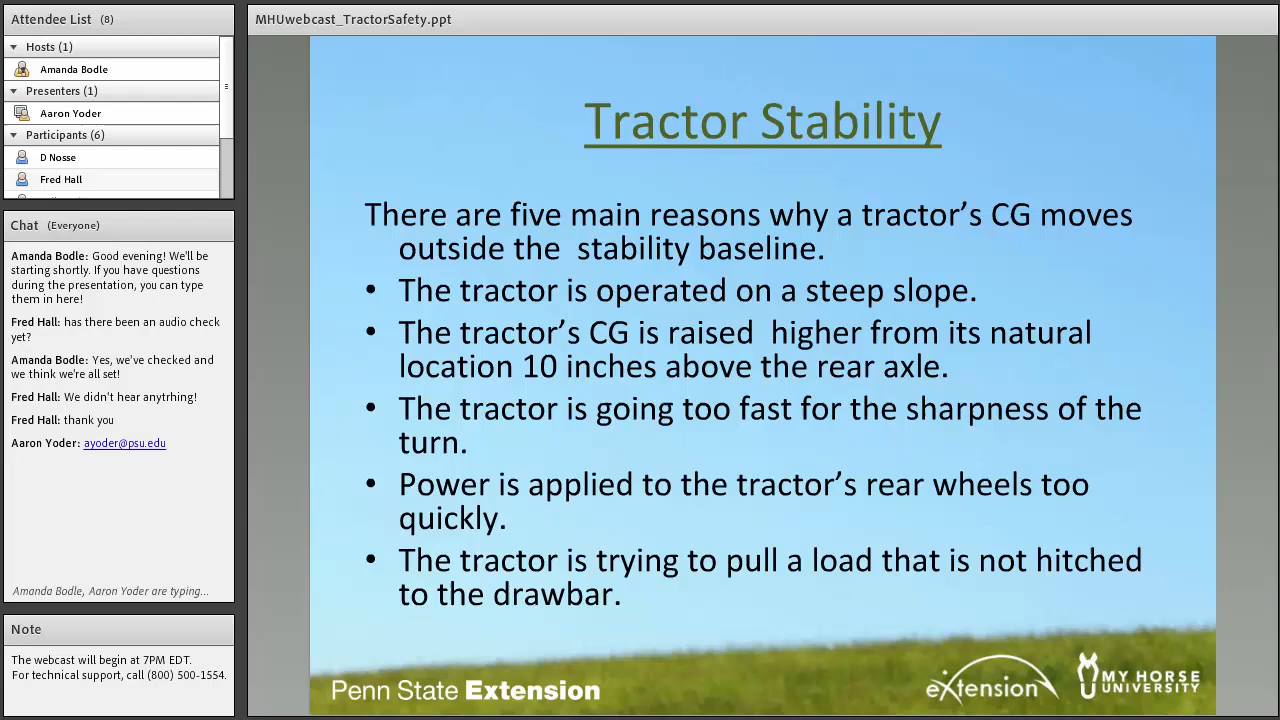 Attendee List (8)
Hosts (1)
Amanda Bodle
Presenters (1)
Aaron Yoder
Participants (6)
D Nosse
Fred Hall
Chat (Everyone)
Amanda Bodle: Good evening! We'll be
starting shortly. If you have questions
during the presentation, you can type
them in here!
Fred Hall: has there been an audio check
yet?
Amanda Bodle: Yes, we've checked and
we think we're all set!
Fred Hall: We didn't hear anytrhing!
Fred Hall: thank you
Aaron Yoder: ayoder@psu.edu
Amanda Bodle, Aaron Yoder are typing...
Note
The webcast will begin at 7PM EDT.
For technical support, call (800) 500-1554.
MHUwebcast_TractorSafety.ppt
Tractor Stability
There are five main reasons why a tractor’s CG moves
outside the  stability baseline.
• The tractor is operated on a steep slope.
• The tractor’s CG is raised  higher from its natural
location 10 inches above the rear axle.
• The tractor is going too fast for the sharpness of the
turn.
• Power is applied to the tractor’s rear wheels too
quickly.
• The tractor is trying to pull a load that is not hitched
to the drawbar.
Penn State Extension
eXtension
MY HORSE
UNIVERSITY